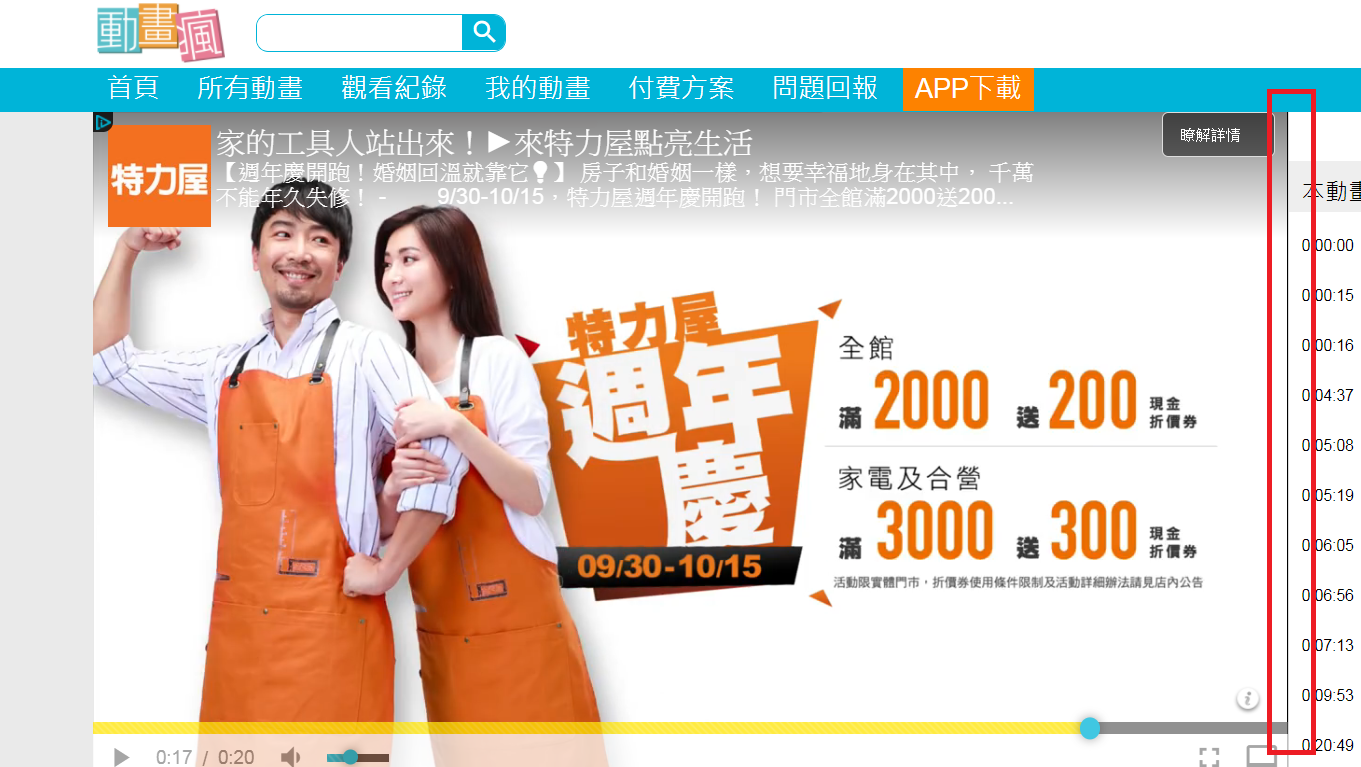 動畫瘋
首頁 所有動畫 觀看紀錄 我的動畫 付費方案 問題回報 APP下載
特力屋
家的工具人站出來！▶來特力屋點亮生活
【週年慶開跑！婚姻回溫就靠它💡】 房子和婚姻一樣，想要幸福地身在其中， 千萬
不能年久失修！ - 9/30-10/15，特力屋週年慶開跑！ 門市全館滿2000送200...
瞭解詳情
特力屋
週年慶
09/30-10/15
全館
滿 2000 送 200 現金折價券
家電及合營
滿 3000 送 300 現金折價券
活動限實體門市，折價券使用條件限制及活動詳細辦法請見店內公告
0:17 / 0:20
本動畫
0:00:00
0:00:15
0:00:16
0:04:37
0:05:08
0:05:19
0:06:05
0:06:56
0:07:13
0:09:53
0:20:49